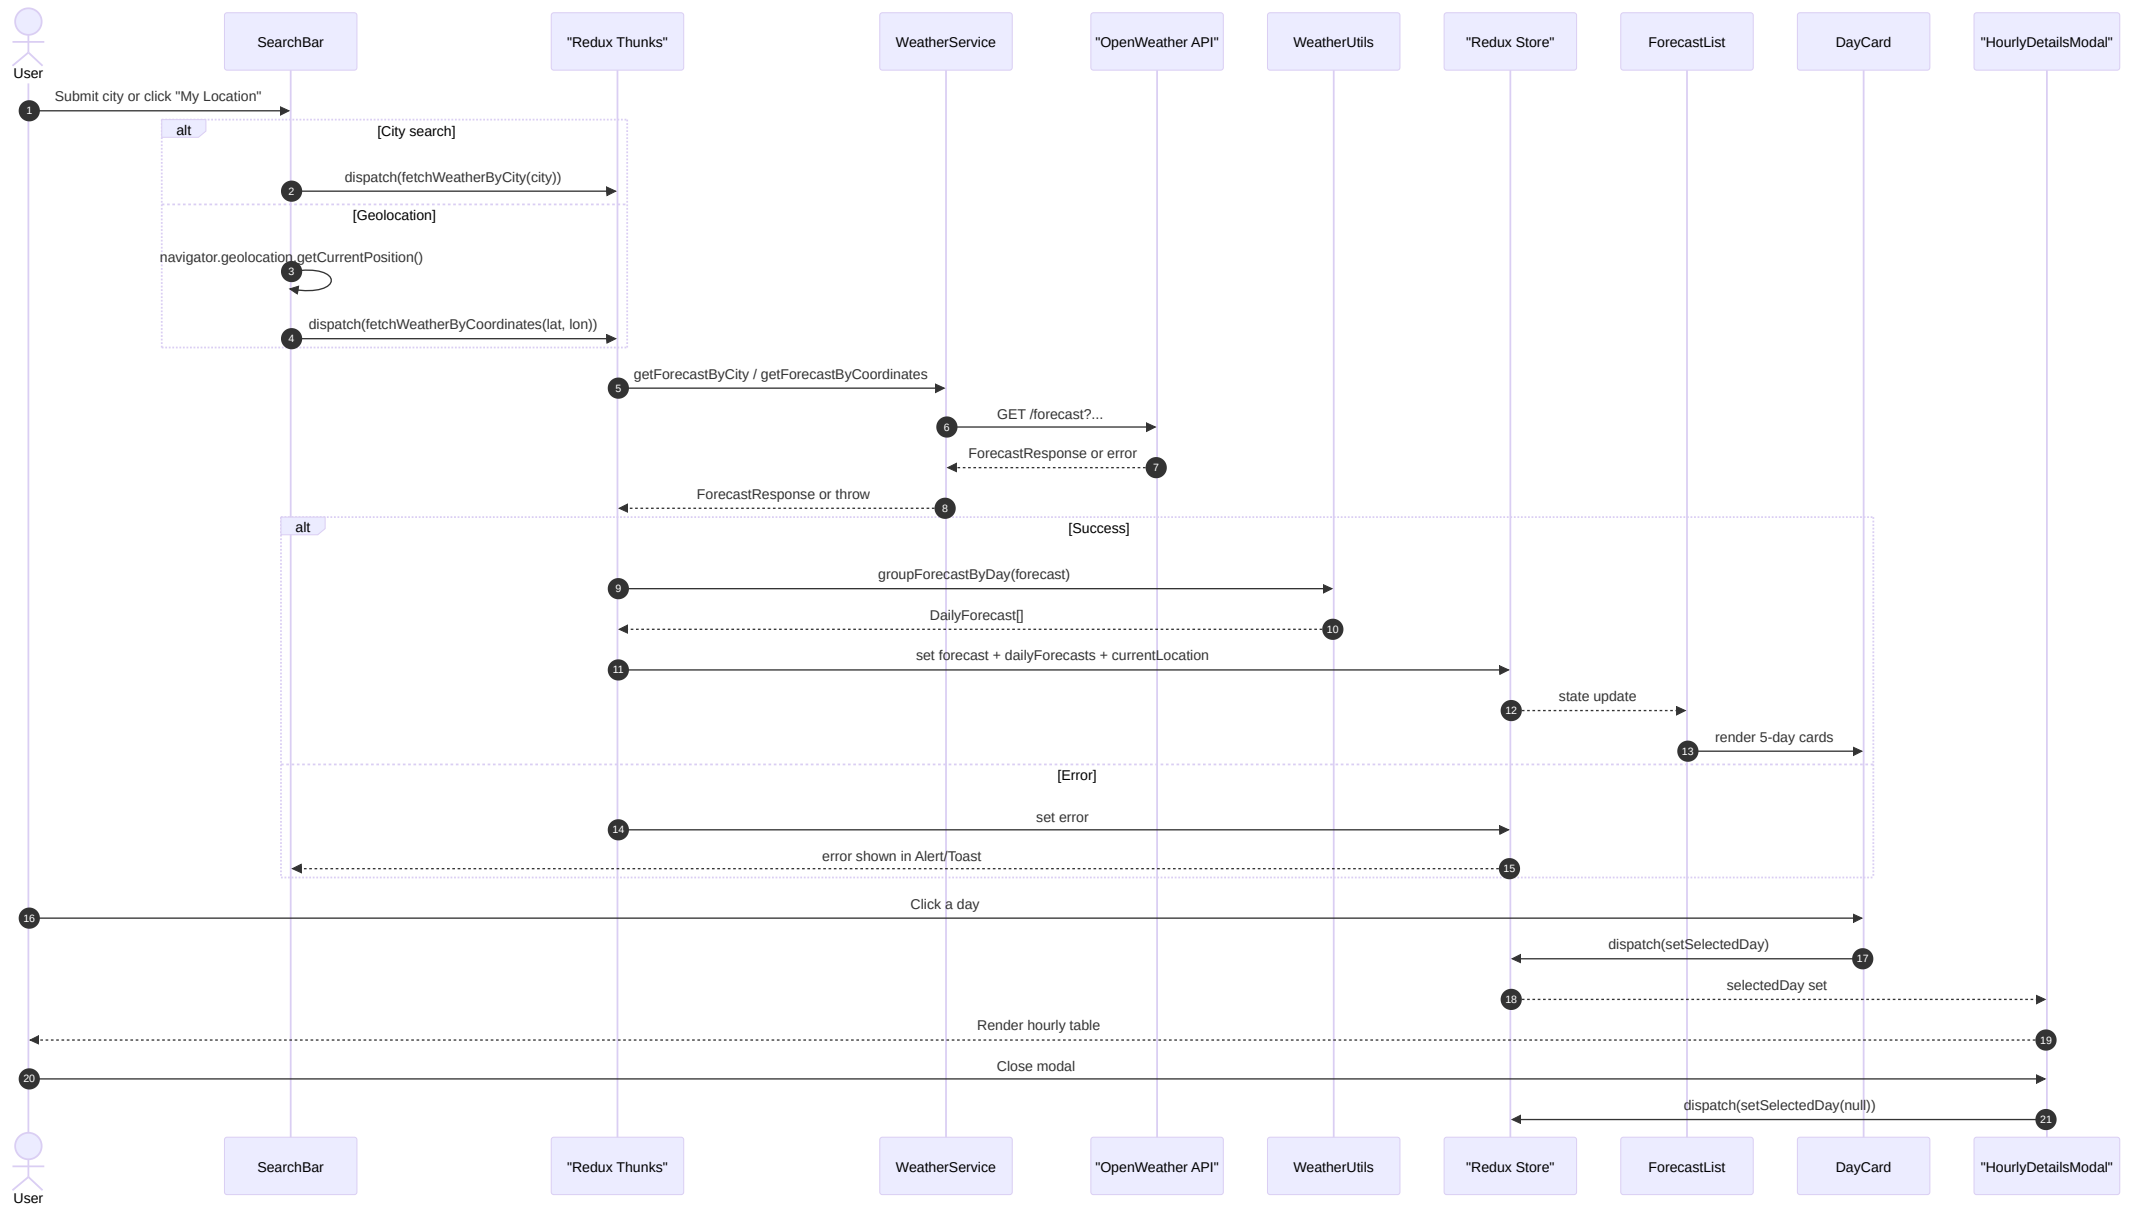 User
SearchBar
"Redux Thunks"
WeatherService
"OpenWeather API"
WeatherUtils
"Redux Store"
ForecastList
DayCard
"HourlyDetailsModal"
Submit city or click "My Location"
1
alt
[City search]
dispatch(fetchWeatherByCity(city))
2
[Geolocation]
navigator.geolocation.getCurrentPosition()
3
dispatch(fetchWeatherByCoordinates(lat, lon))
4
getForecastByCity / getForecastByCoordinates
5
GET /forecast?...
6
ForecastResponse or error
7
ForecastResponse or throw
8
alt
[Success]
groupForecastByDay(forecast)
9
DailyForecast[]
10
set forecast + dailyForecasts + currentLocation
11
state update
12
render 5-day cards
13
[Error]
set error
14
error shown in Alert/Toast
15
Click a day
16
dispatch(setSelectedDay)
17
selectedDay set
18
Render hourly table
19
Close modal
20
dispatch(setSelectedDay(null))
21
User
SearchBar
"Redux Thunks"
WeatherService
"OpenWeather API"
WeatherUtils
"Redux Store"
ForecastList
DayCard
"HourlyDetailsModal"